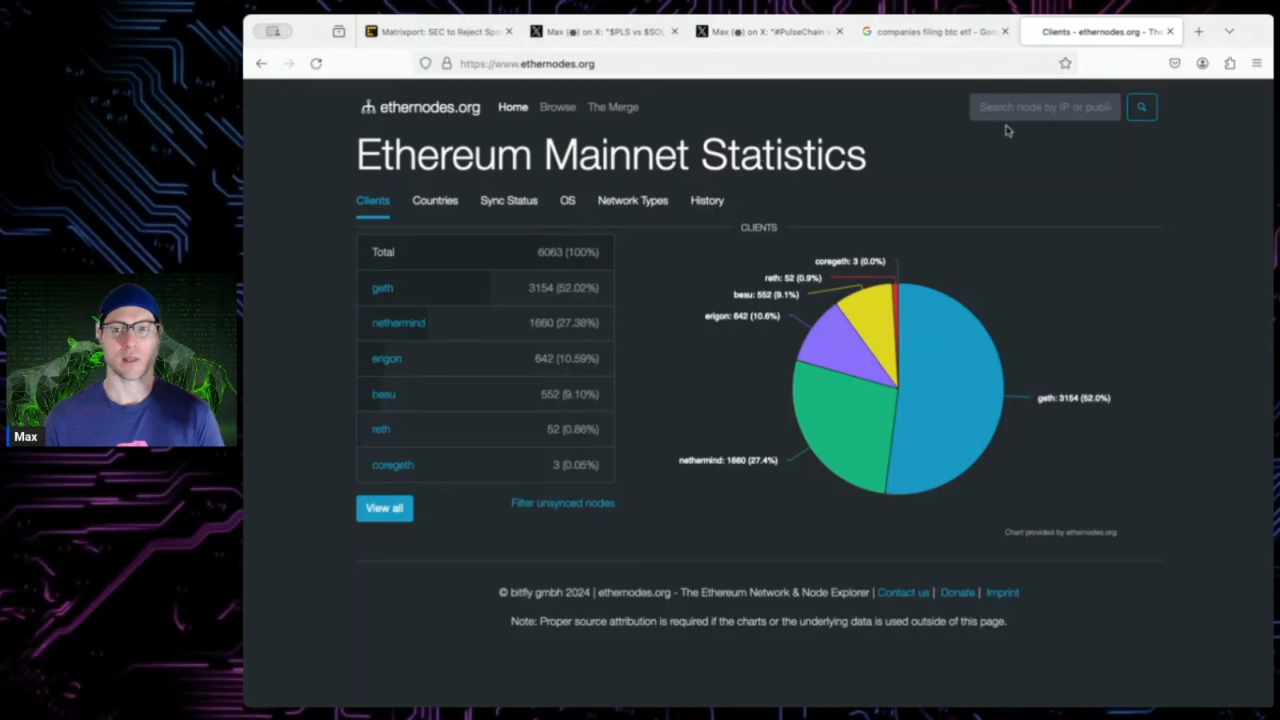 Matrixport: SEC to Reject Spo
Max (⬣) on X: "$PLS vs $SOL
Max (⬣) on X: "#PulseChain
companies filing btc etf - Goo
Clients - ethernodes.org - The
https://www.ethernodes.org
ethernodes.org Home Browse The Merge
Search node by IP or public
Ethereum Mainnet Statistics
Clients Countries Sync Status OS Network Types History
CLIENTS
Total 6063 (100%)
geth 3154 (52.02%)
nethermind 1660 (27.38%)
erigon 642 (10.59%)
besu 552 (9.10%)
reth 52 (0.86%)
coregeth 3 (0.05%)
View all
Filter unsynced nodes
coregeth: 3 (0.0%)
reth: 52 (0.9%)
besu: 552 (9.1%)
erigon: 642 (10.6%)
geth: 3154 (52.0%)
nethermind: 1660 (27.4%)
Chart provided by ethernodes.org
Max
© bitfly gmbh 2024 | ethernodes.org - The Ethereum Network & Node Explorer | Contact us | Donate | Imprint
Note: Proper source attribution is required if the charts or the underlying data is used outside of this page.